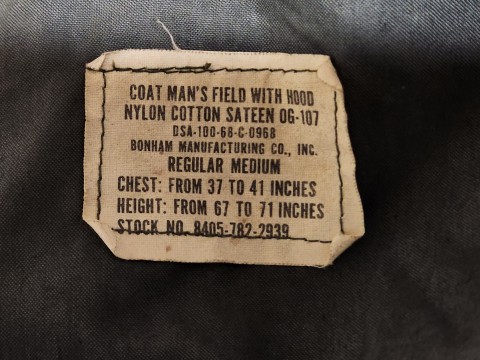 COAT MAN'S FIELD WITH HOOD
NYLON COTTON SATEEN OG-107
DSA-100-68-C-0968
BONHAM MANUFACTURING CO., INC.
REGULAR MEDIUM
CHEST: FROM 37 TO 41 INCHES
HEIGHT: FROM 67 TO 71 INCHES
STOCK NO. 8405-782-2939